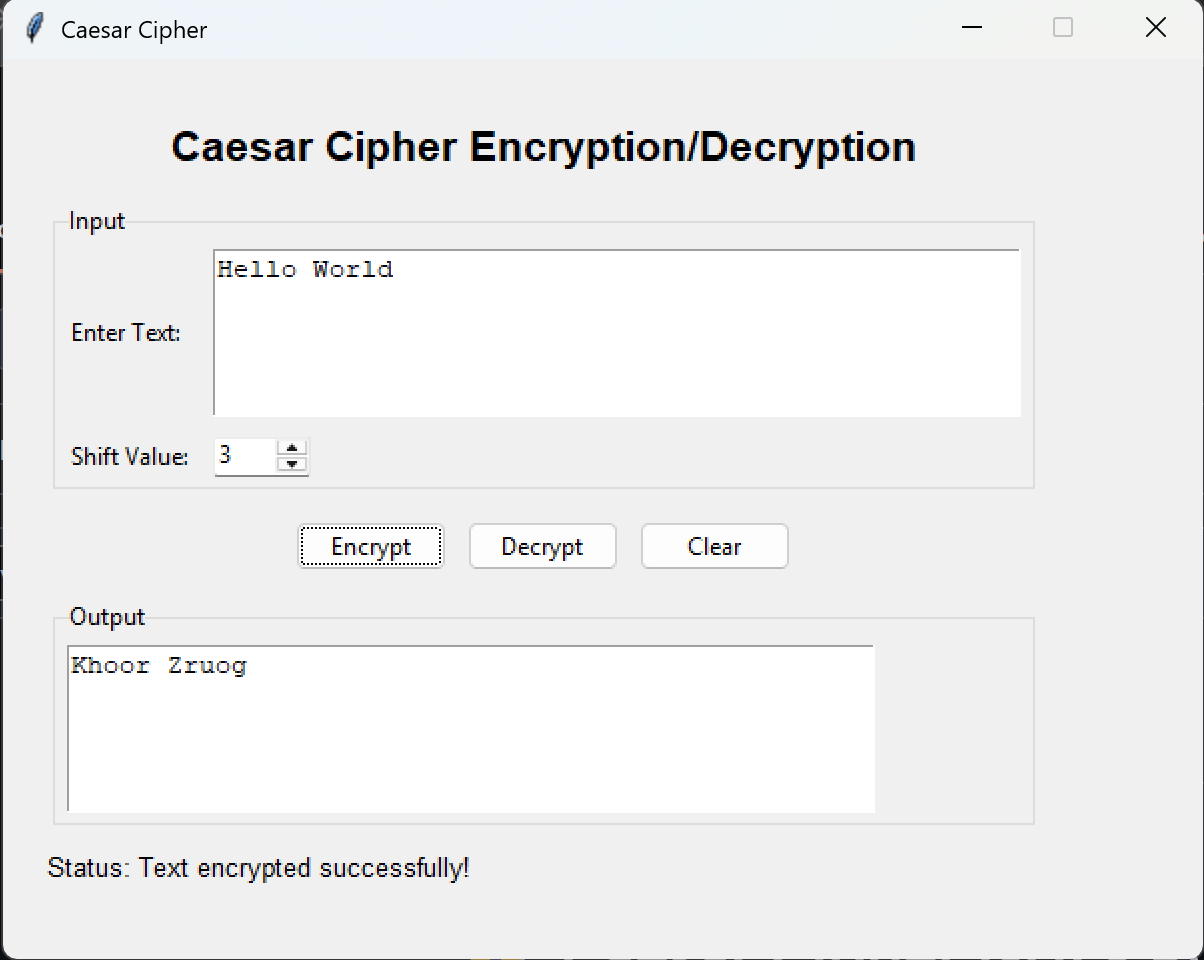 Caesar Cipher
Caesar Cipher Encryption/Decryption
Input
Hello World
Enter Text:
Shift Value: 3
Encrypt Decrypt Clear
Output
Khoor Zruog
Status: Text encrypted successfully!